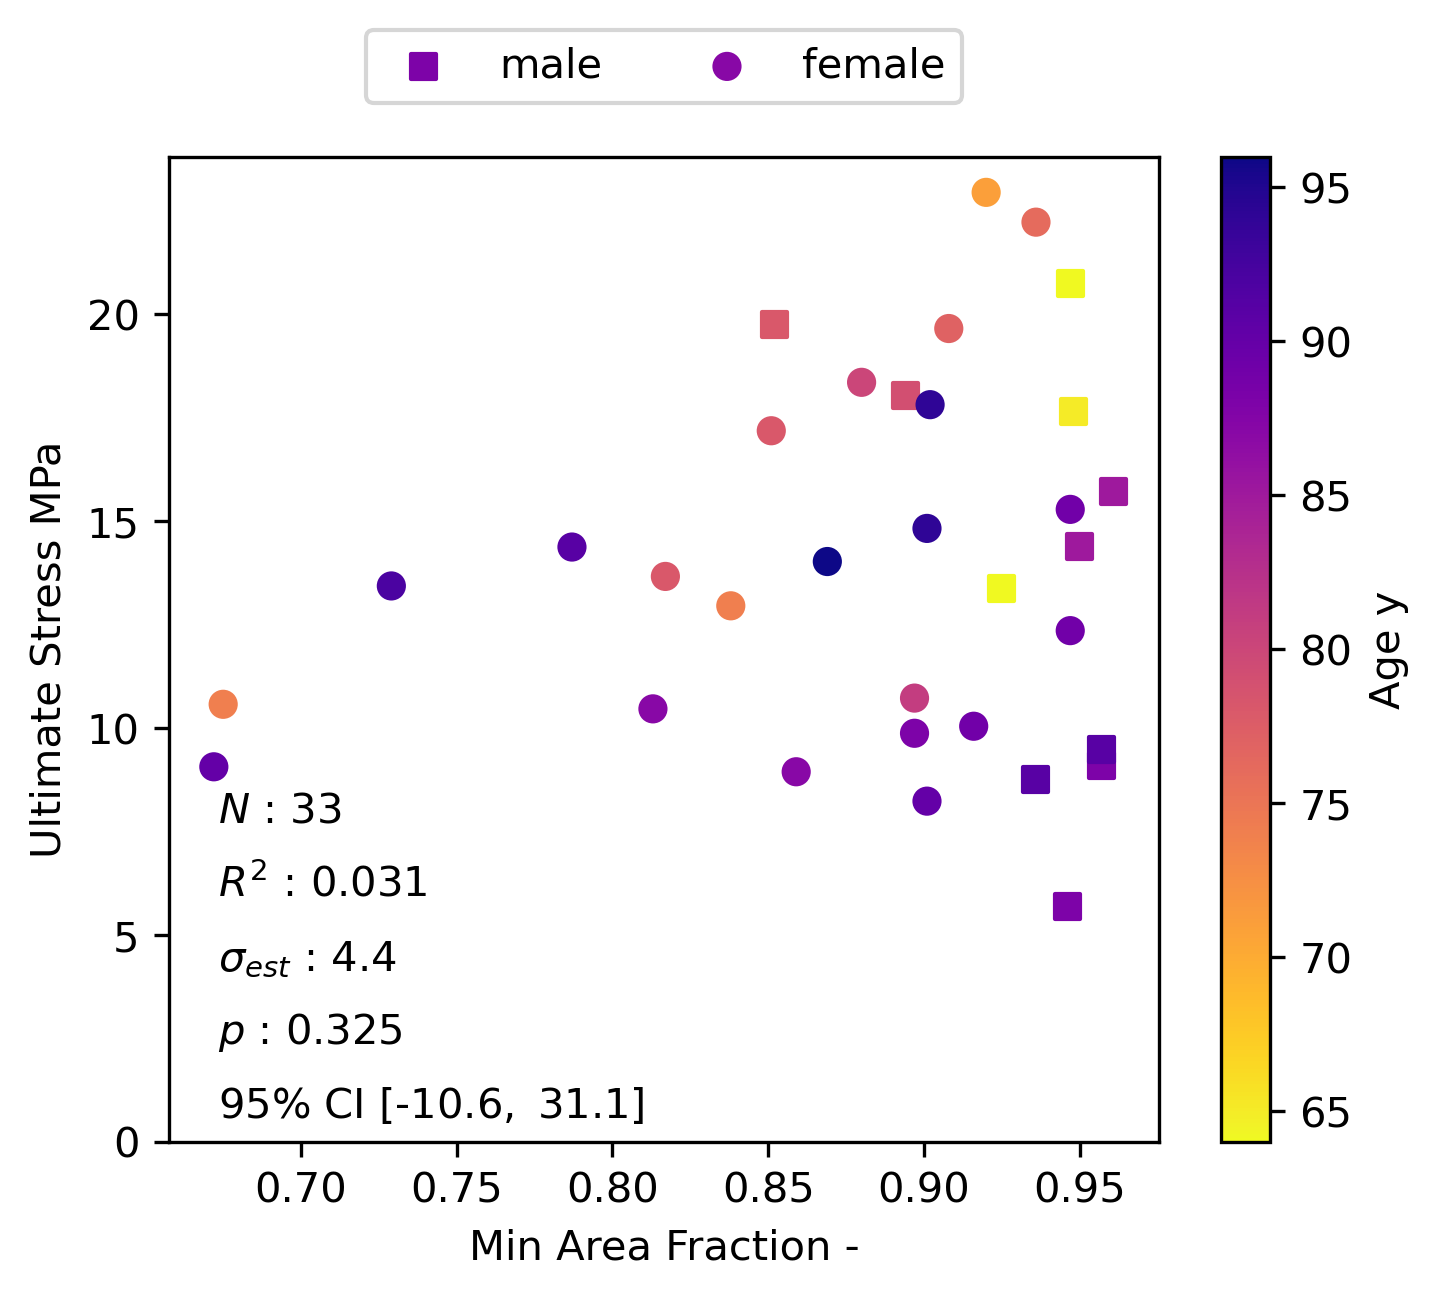 male female
Ultimate Stress MPa
20
15
10
5
0
N : 33
R² : 0.031
σest : 4.4
p : 0.325
95% CI [-10.6, 31.1]
0.70 0.75 0.80 0.85 0.90 0.95
Min Area Fraction -
95
90
85
80
75
70
65
Age y